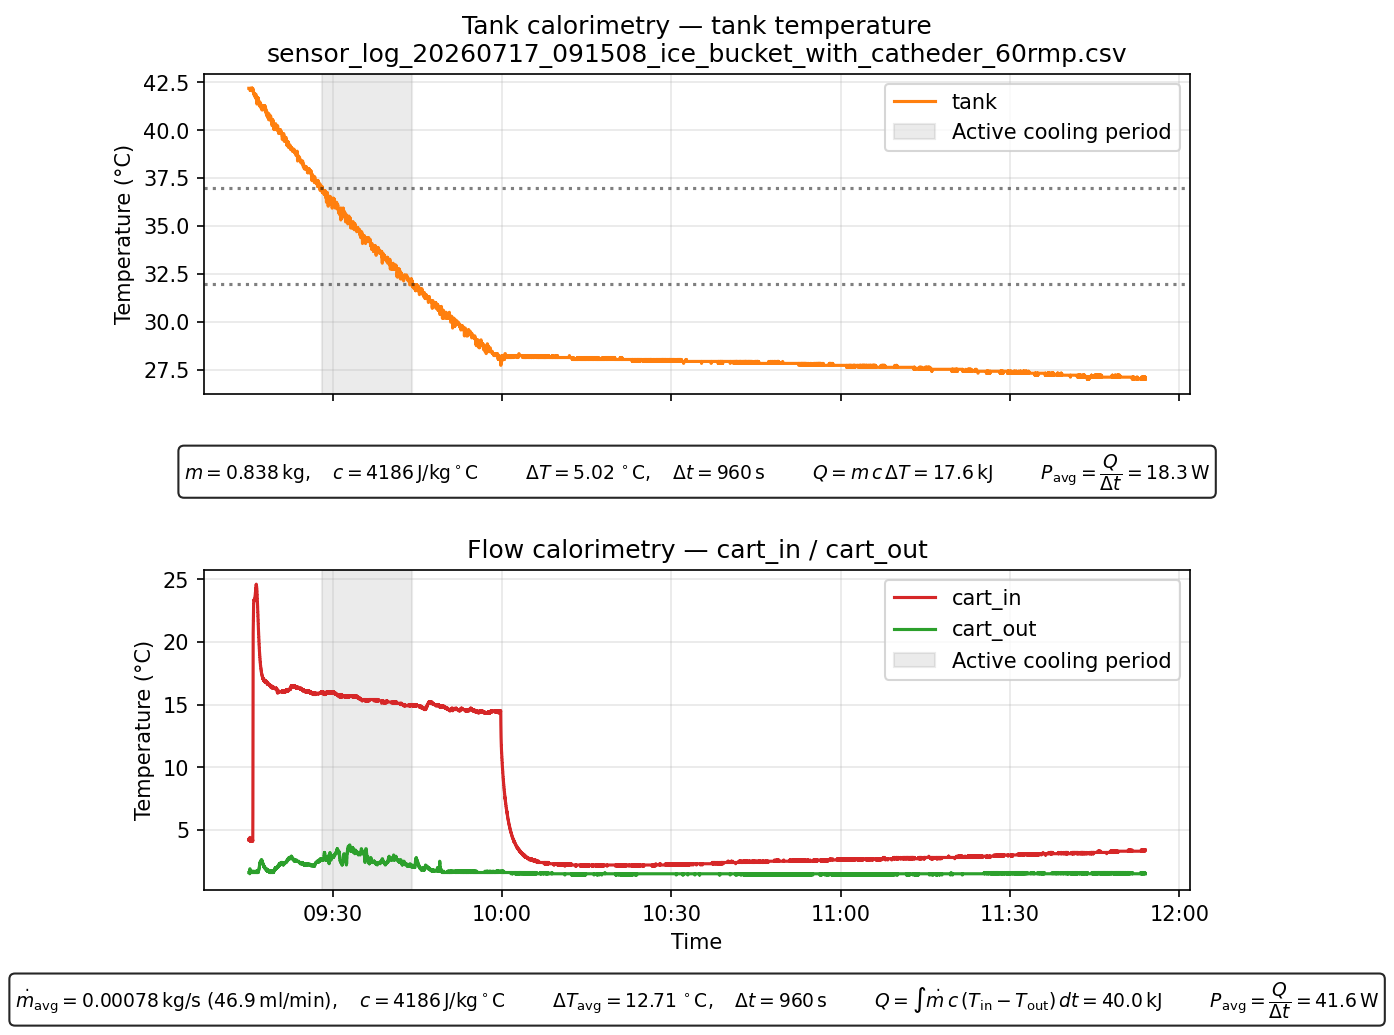 Tank calorimetry — tank temperature
sensor_log_20260717_091508_ice_bucket_with_catheder_60rmp.csv
42.5
40.0
37.5
35.0
32.5
30.0
27.5
Temperature (°C)
tank
Active cooling period
m = 0.838 kg, c = 4186 J/kg°C ΔT = 5.02 °C, Δt = 960 s Q = m c ΔT = 17.6 kJ P_avg = Q/Δt = 18.3 W
Flow calorimetry — cart_in / cart_out
25
20
15
10
5
Temperature (°C)
cart_in
cart_out
Active cooling period
09:30 10:00 10:30 11:00 11:30 12:00
Time
ṁ_avg = 0.00078 kg/s (46.9 ml/min), c = 4186 J/kg°C ΔT_avg = 12.71 °C, Δt = 960 s Q = ∫ṁ c (T_in − T_out) dt = 40.0 kJ P_avg = Q/Δt = 41.6 W